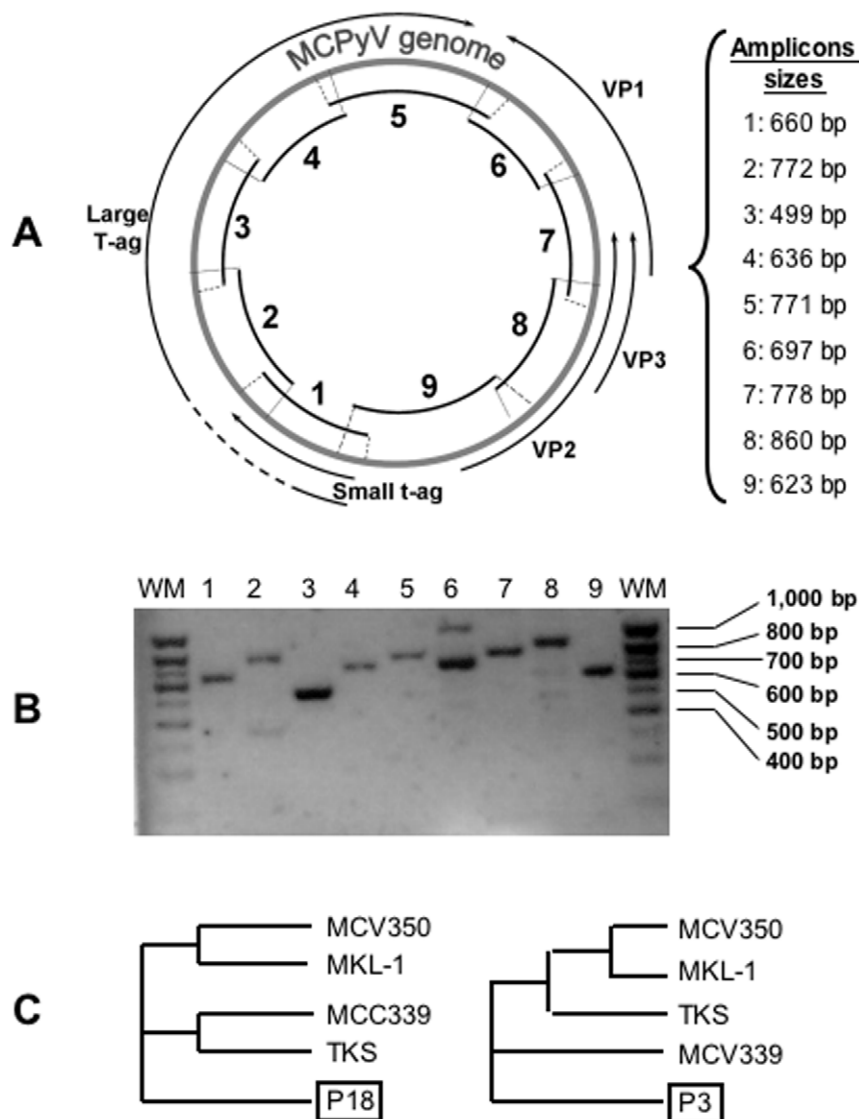 A
MCPyV genome
VP1
5
4
6
3
7
2
8
1
9
Large
T-ag
VP3
VP2
Small t-ag
Amplicons
sizes
1: 660 bp
2: 772 bp
3: 499 bp
4: 636 bp
5: 771 bp
6: 697 bp
7: 778 bp
8: 860 bp
9: 623 bp
B
WM 1 2 3 4 5 6 7 8 9 WM
1,000 bp
800 bp
700 bp
600 bp
500 bp
400 bp
C
MCV350
MKL-1
MCC339
TKS
P18
MCV350
MKL-1
TKS
MCV339
P3